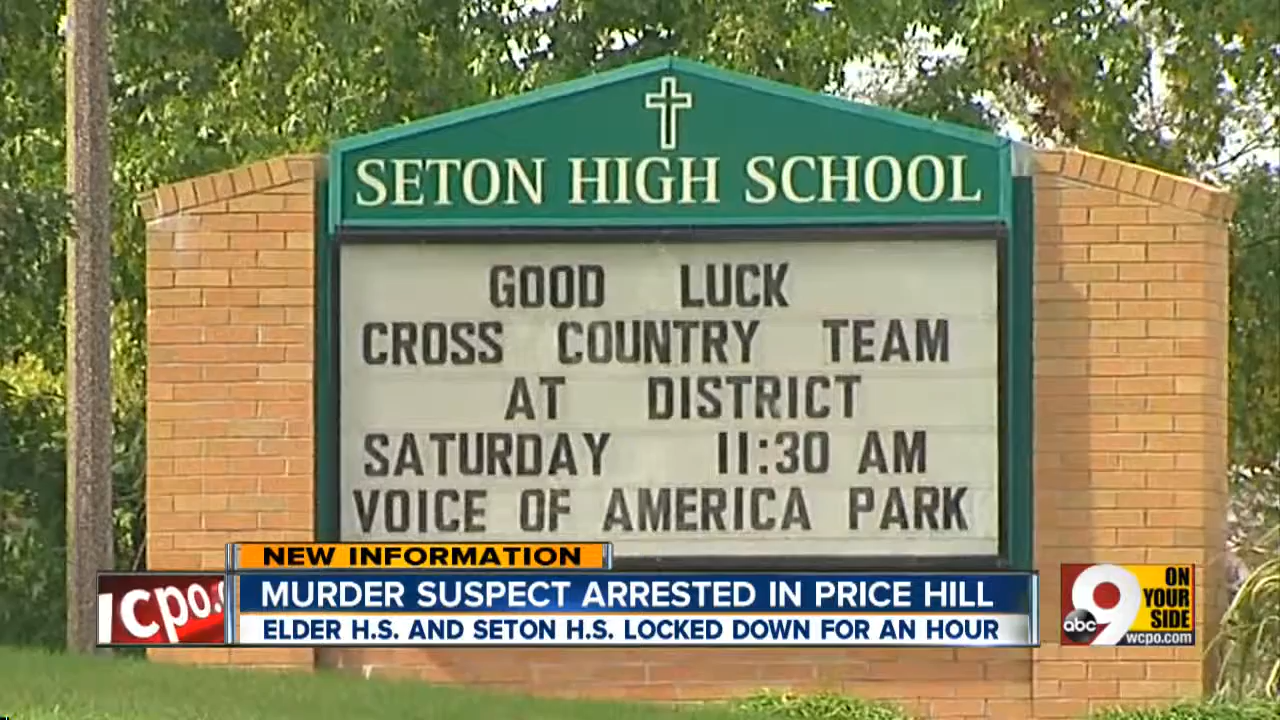 SETON HIGH SCHOOL
GOOD LUCK
CROSS COUNTRY TEAM
AT DISTRICT
SATURDAY 11:30 AM
VOICE OF AMERICA PARK
NEW INFORMATION
MURDER SUSPECT ARRESTED IN PRICE HILL
ELDER H.S. AND SETON H.S. LOCKED DOWN FOR AN HOUR
cpo.
abc 9 ON YOUR SIDE
wcpo.com